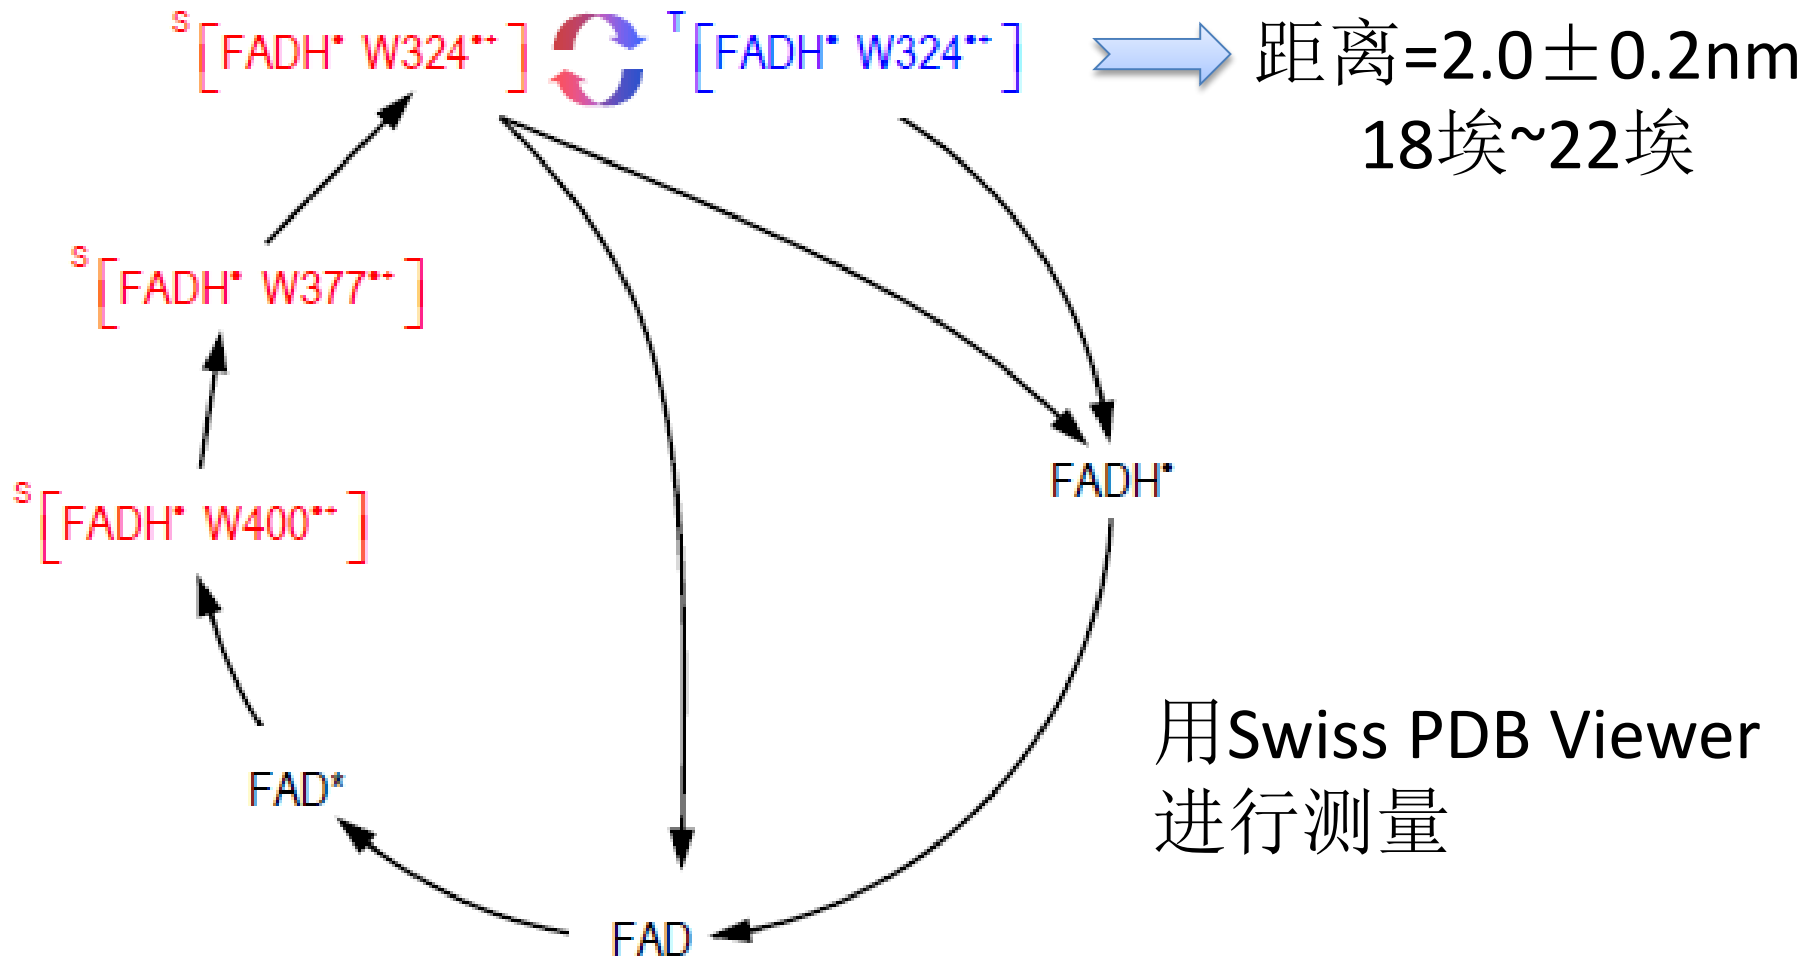 S[FADH• W324•+] T[FADH• W324•+] 距离=2.0±0.2nm
18埃~22埃
S[FADH• W377•+]
FADH•
S[FADH• W400•+]
用Swiss PDB Viewer
进行测量
FAD*
FAD